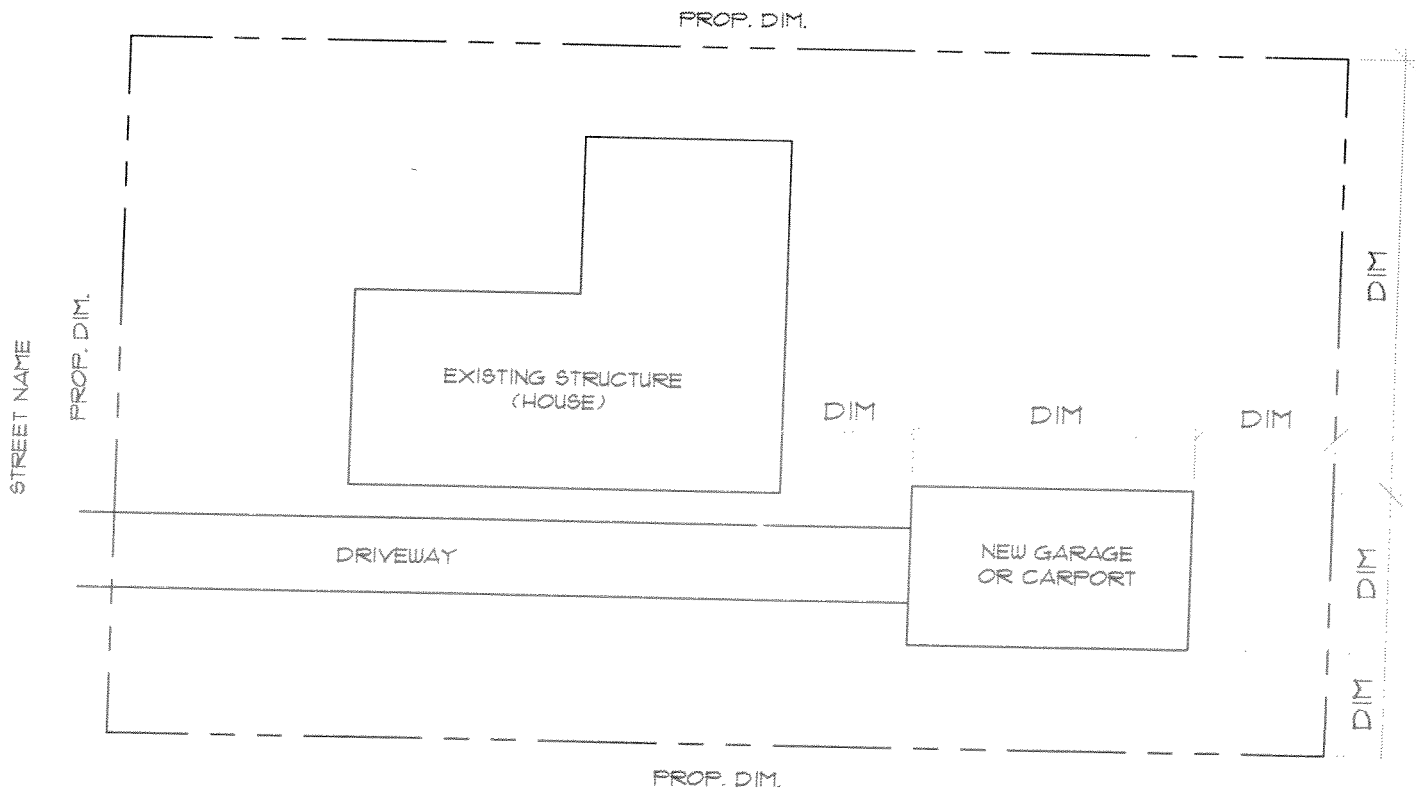 PROP. DIM.
DIM
PROP. DIM.
STREET NAME
EXISTING STRUCTURE
(HOUSE)
DIM
DIM
DIM
DRIVEWAY
NEW GARAGE
OR CARPORT
DIM
DIM
PROP. DIM.